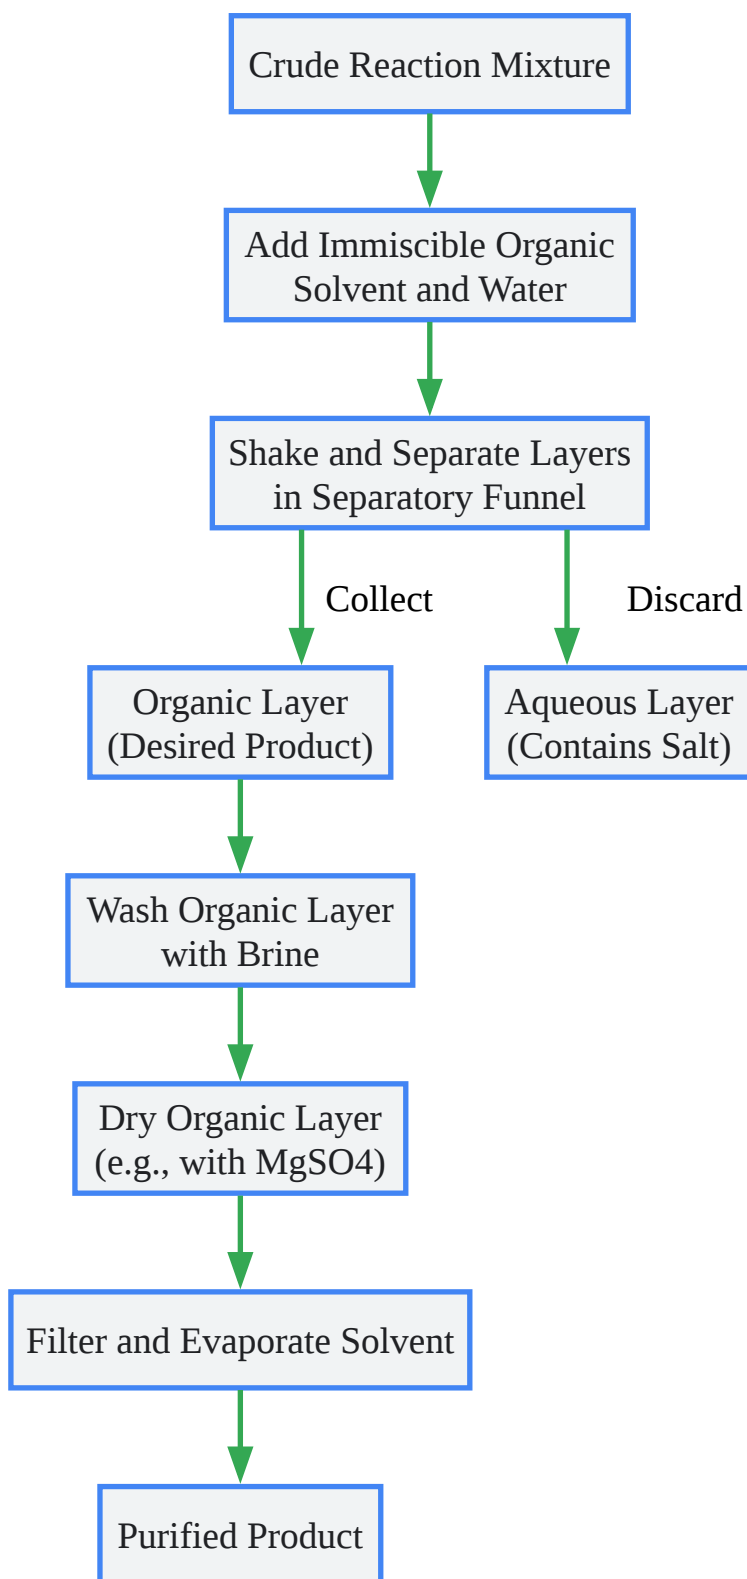 Crude Reaction Mixture
Add Immiscible Organic
Solvent and Water
Shake and Separate Layers
in Separatory Funnel
Collect
Discard
Organic Layer
(Desired Product)
Aqueous Layer
(Contains Salt)
Wash Organic Layer
with Brine
Dry Organic Layer
(e.g., with MgSO4)
Filter and Evaporate Solvent
Purified Product